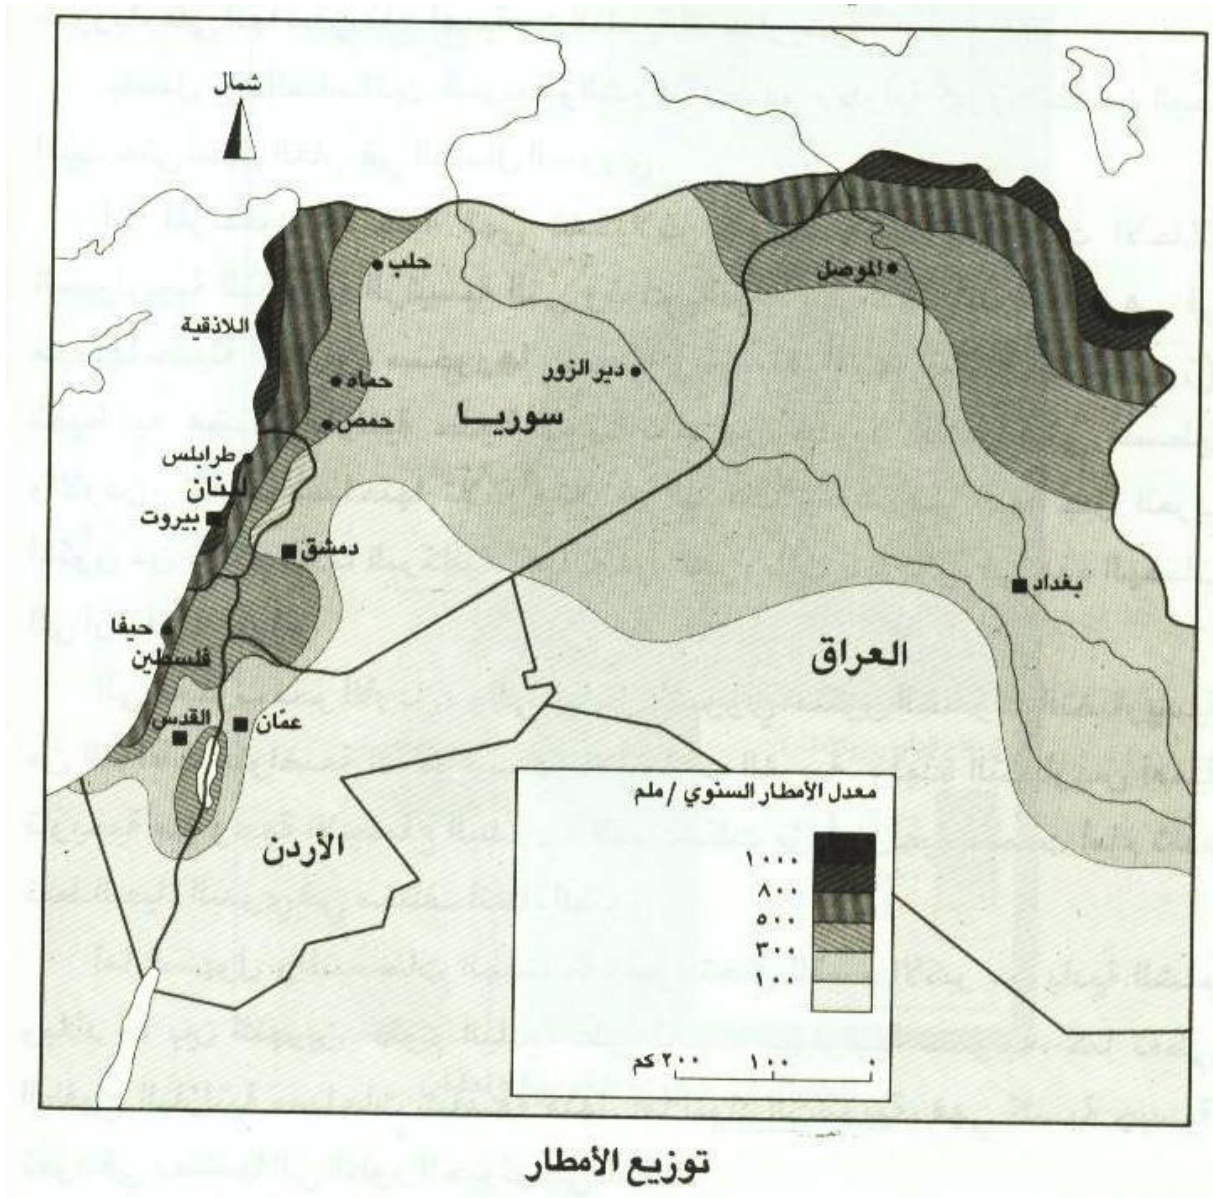 شمال
حلب
الموصل
اللاذقية
دير الزور
حماه
سوريا
حمص
طرابلس
لبنان
بيروت
دمشق
بغداد
حيفا
فلسطين
العراق
القدس
عمّان
الأردن
معدل الأمطار السنوي / ملم
١٠٠٠
٨٠٠
٥٠٠
٣٠٠
١٠٠
٠ ١٠٠ ٢٠٠ كم
توزيع الأمطار